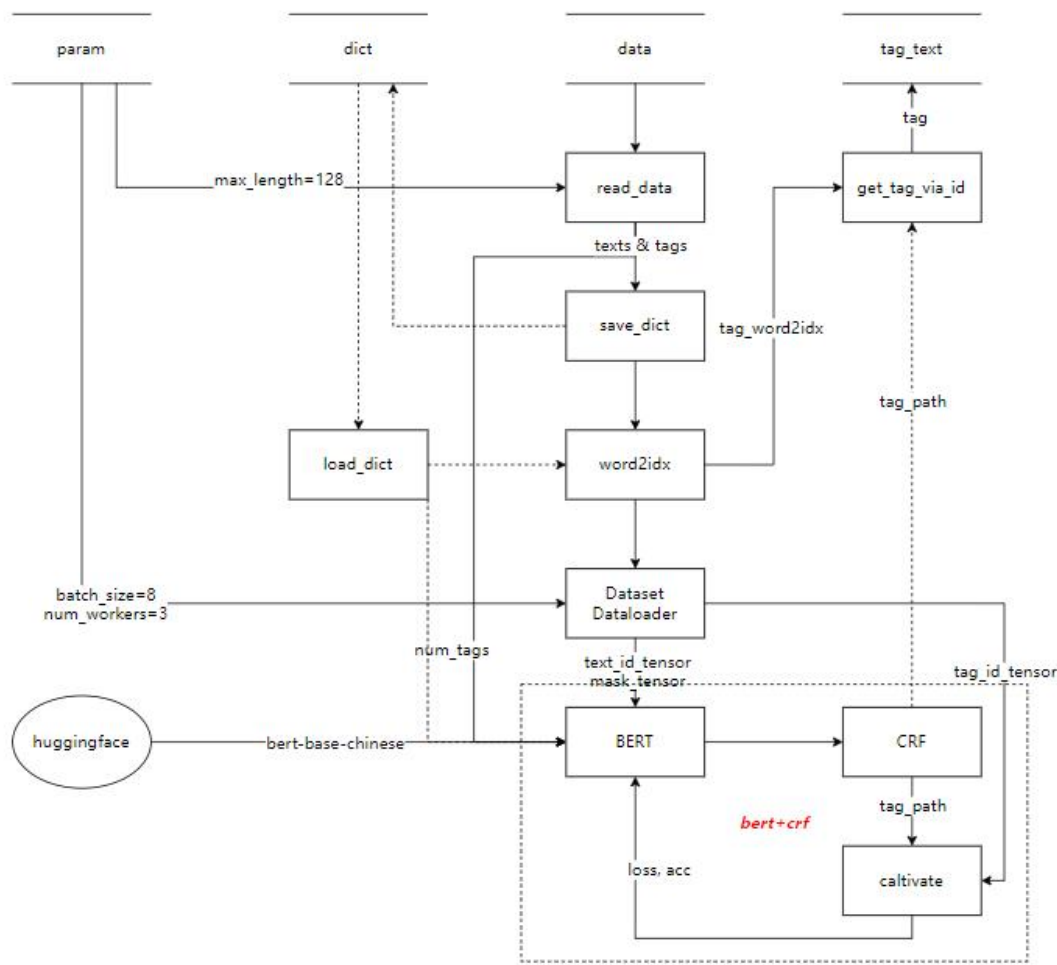 param
dict
data
tag_text
tag
max_length=128
read_data
get_tag_via_id
texts & tags
save_dict
tag_word2idx
tag_path
load_dict
word2idx
batch_size=8
num_workers=3
Dataset
Dataloader
num_tags
text_id_tensor
mask_tensor
tag_id_tensor
huggingface
bert-base-chinese
BERT
CRF
tag_path
bert+crf
loss, acc
caltivate